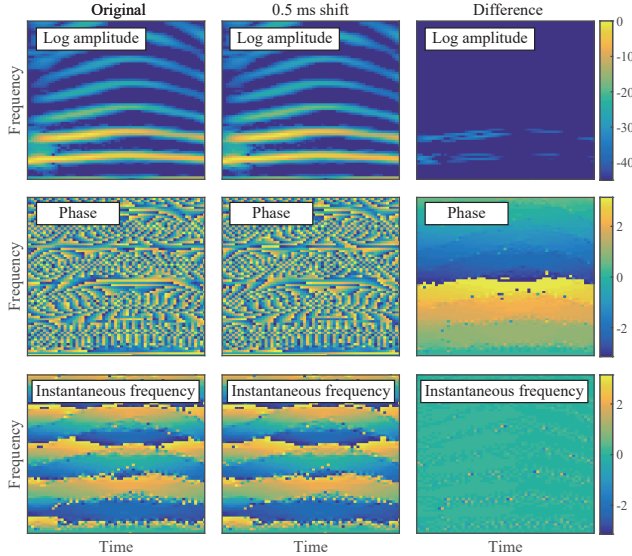 Original 0.5 ms shift Difference
Log amplitude Log amplitude Log amplitude
Frequency
0
-10
-20
-30
-40
Phase Phase Phase
Frequency
2
0
-2
Instantaneous frequency Instantaneous frequency Instantaneous frequency
Frequency
2
0
-2
Time Time Time